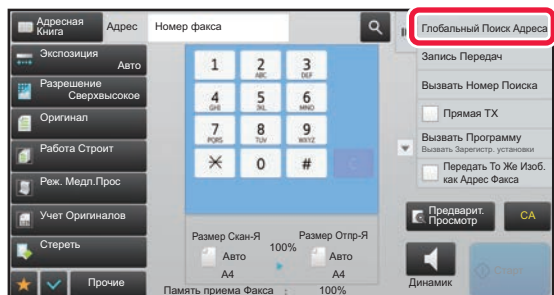 Адресная
Книга
Адрес
Номер факса
Глобальный Поиск Адреса
Экспозиция
Авто
Запись Передач
Разрешение
Сверхвысокое
Вызвать Номер Поиска
Оригинал
Прямая TX
Работа Строит
Вызвать Программу
Вызвать Зарегистр. установки
Реж. Медл.Прос
Передать То Же Изоб.
как Адрес Факса
Учет Оригиналов
Предварит.
Просмотр
CA
Стереть
Прочие
1
2
ABC
3
DEF
4
GHI
5
JKL
6
MNO
7
PQRS
8
TUV
9
WXYZ
0
#
C
Размер Скан-Я
Размер Отпр-Я
100%
Авто
A4
Авто
A4
Память приема Факса : 100%
Динамик
Старт